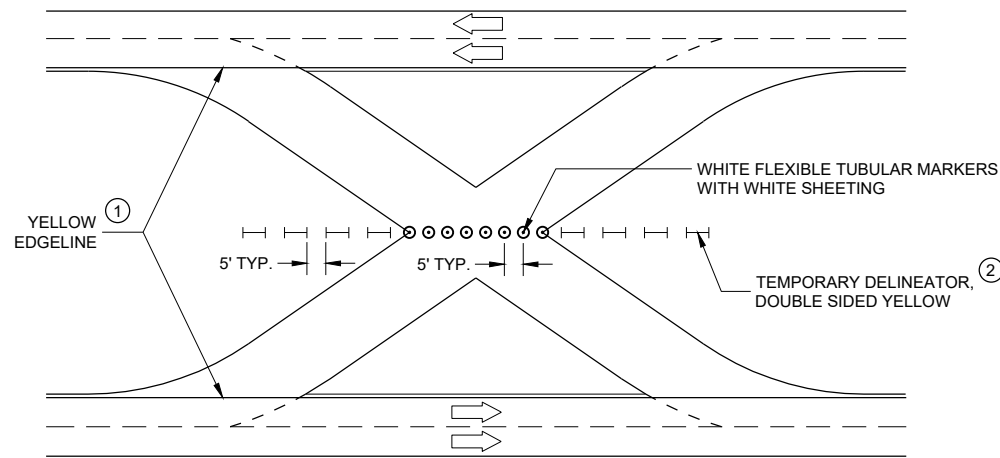 WHITE FLEXIBLE TUBULAR MARKERS
WITH WHITE SHEETING
YELLOW
EDGELINE
1
5' TYP.
5' TYP.
TEMPORARY DELINEATOR,
DOUBLE SIDED YELLOW
2